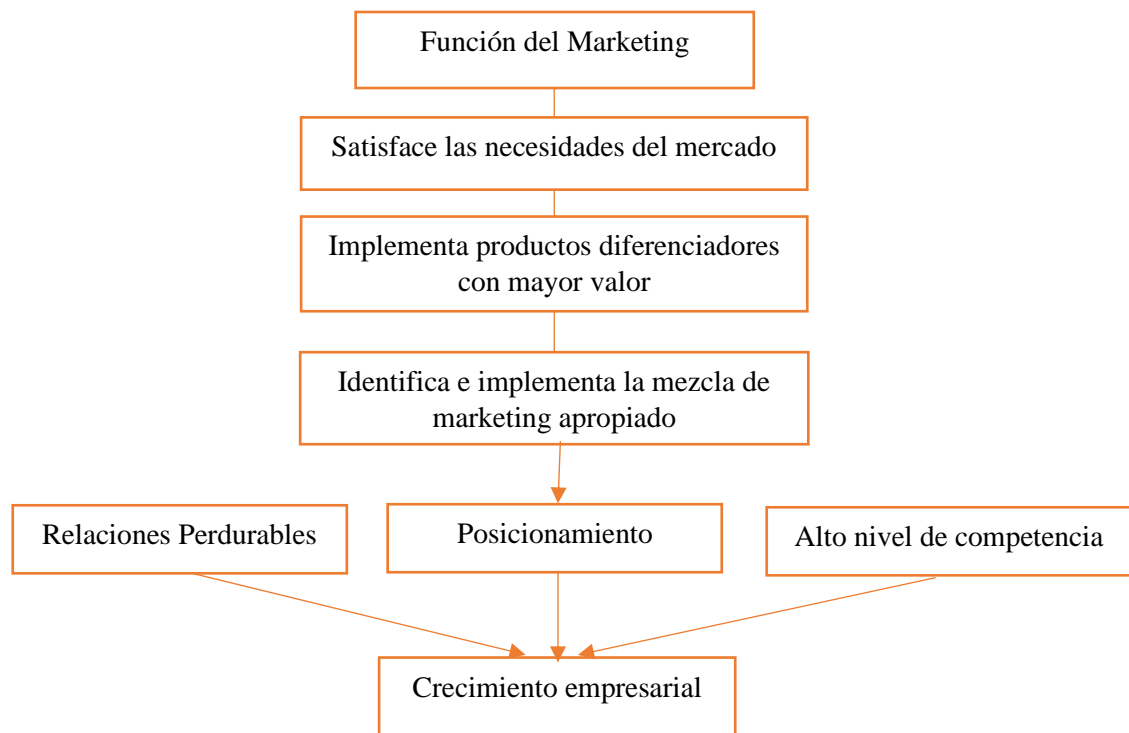 Función del Marketing
Satisface las necesidades del mercado
Implementa productos diferenciadores
con mayor valor
Identifica e implementa la mezcla de
marketing apropiado
Relaciones Perdurables
Posicionamiento
Alto nivel de competencia
Crecimiento empresarial